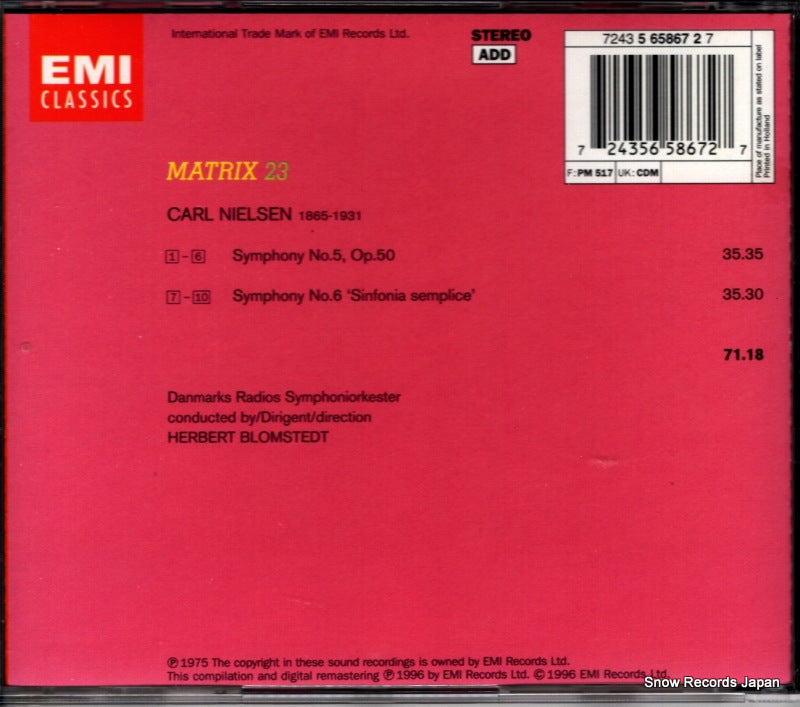 EMI
CLASSICS
International Trade Mark of EMI Records Ltd.
STEREO
ADD
7243 5 65867 2 7
7 24356 58672 7
F: PM 517 UK: CDM
Place of manufacture as stated on label
Printed in Holland
MATRIX 23
CARL NIELSEN 1865-1931
1 - 6 Symphony No.5, Op.50 35.35
7 - 10 Symphony No.6 ‘Sinfonia semplice’ 35.30
71.18
Danmarks Radios Symphoniorkester
conducted by/Dirigent/direction
HERBERT BLOMSTEDT
℗ 1975 The copyright in these sound recordings is owned by EMI Records Ltd.
This compilation and digital remastering ℗ 1996 by EMI Records Ltd. © 1996 EMI Records Ltd.
Snow Records Japan